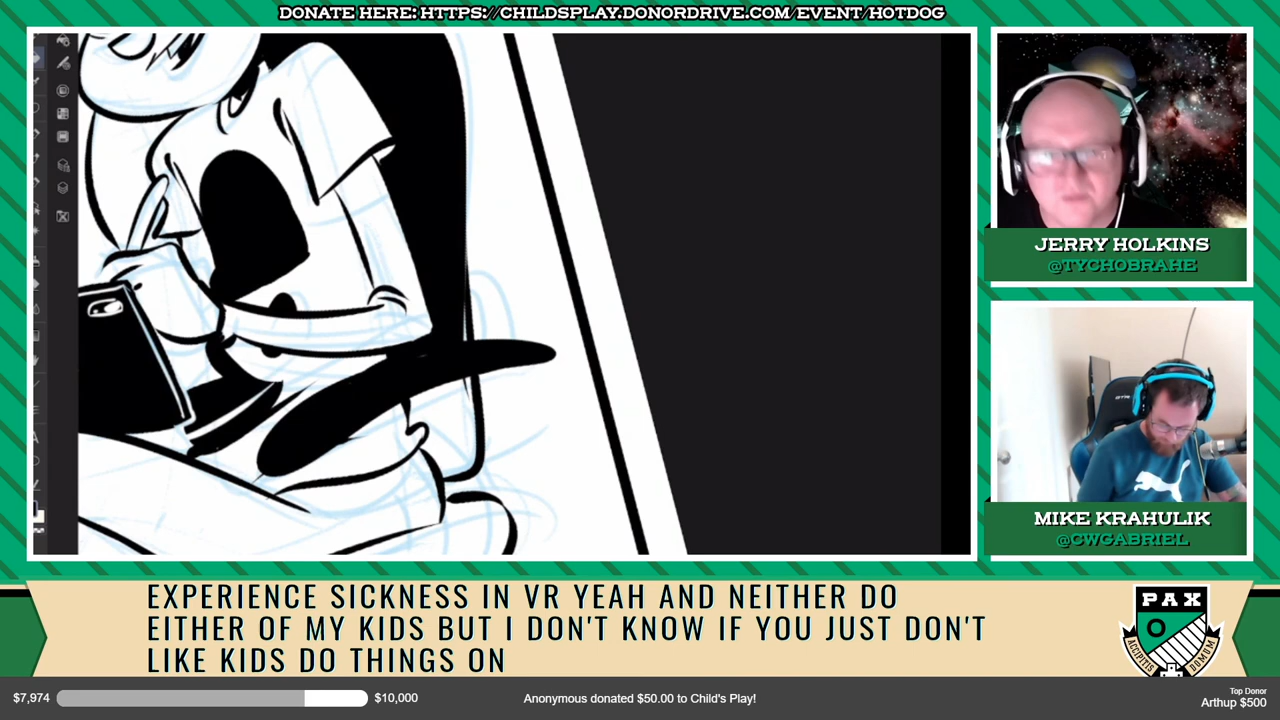 DONATE HERE: HTTPS://CHILDSPLAY.DONORDRIVE.COM/EVENT/HOTDOG
JERRY HOLKINS
@TYCHOBRAHE
MIKE KRAHULIK
@CWGABRIEL
EXPERIENCE SICKNESS IN VR YEAH AND NEITHER DO
EITHER OF MY KIDS BUT I DON'T KNOW IF YOU JUST DON'T
LIKE KIDS DO THINGS ON
PAX
O
ACCIPITIS
DOMUM
$7,974
$10,000
Anonymous donated $50.00 to Child's Play!
Top Donor
Arthup $500